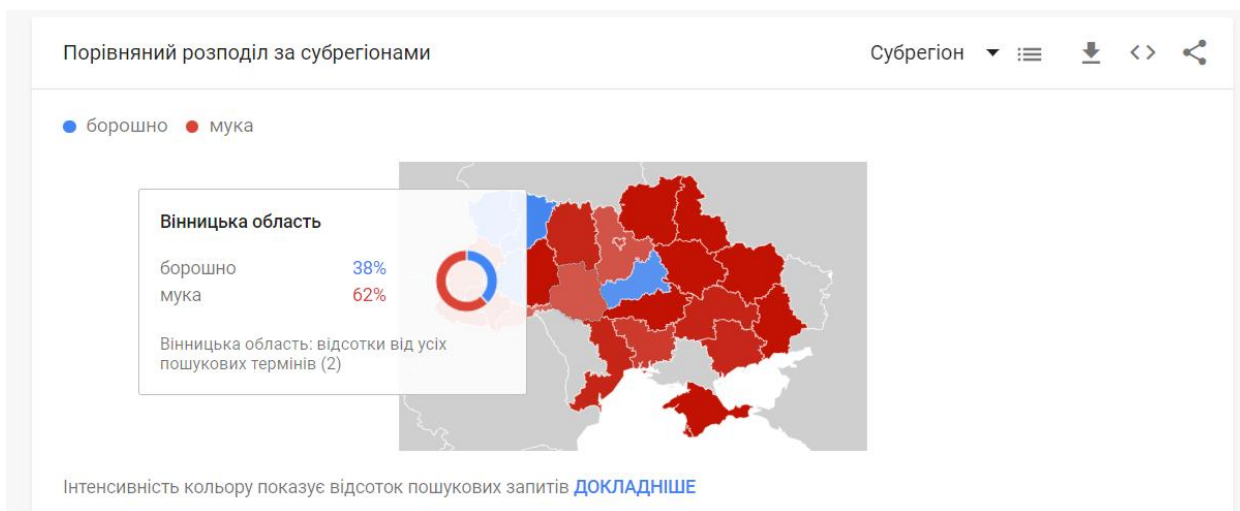 Порівняний розподіл за субрегіонами
Субрегіон
борошно мука
Вінницька область
борошно 38%
мука 62%
Вінницька область: відсотки від усіх
пошукових термінів (2)
Інтенсивність кольору показує відсоток пошукових запитів ДОКЛАДНІШЕ